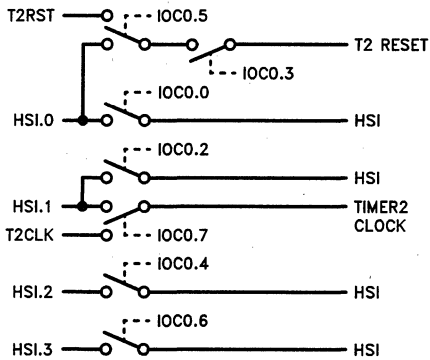 T2RST
IOC0.5
T2 RESET
IOC0.3
IOC0.0
HSI.0
HSI
IOC0.2
HSI
HSI.1
TIMER2
CLOCK
T2CLK
IOC0.7
IOC0.4
HSI.2
HSI
IOC0.6
HSI.3
HSI